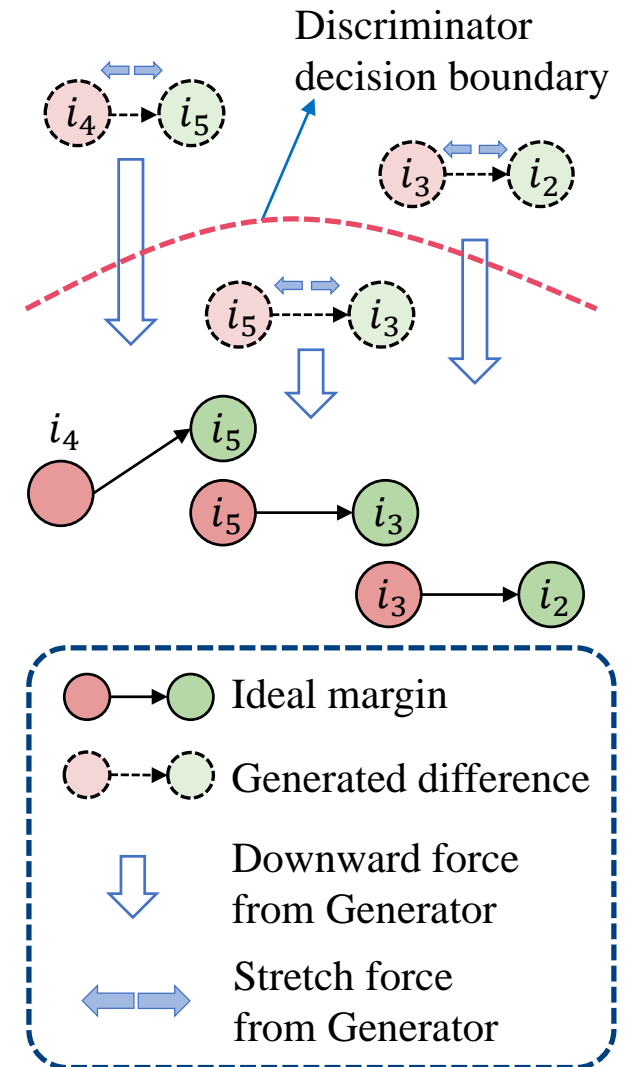 Discriminator
decision boundary
i₄ i₅
i₃ i₂
i₅ i₃
i₄
i₅
i₅ i₃
i₃ i₂
Ideal margin
Generated difference
Downward force
from Generator
Stretch force
from Generator